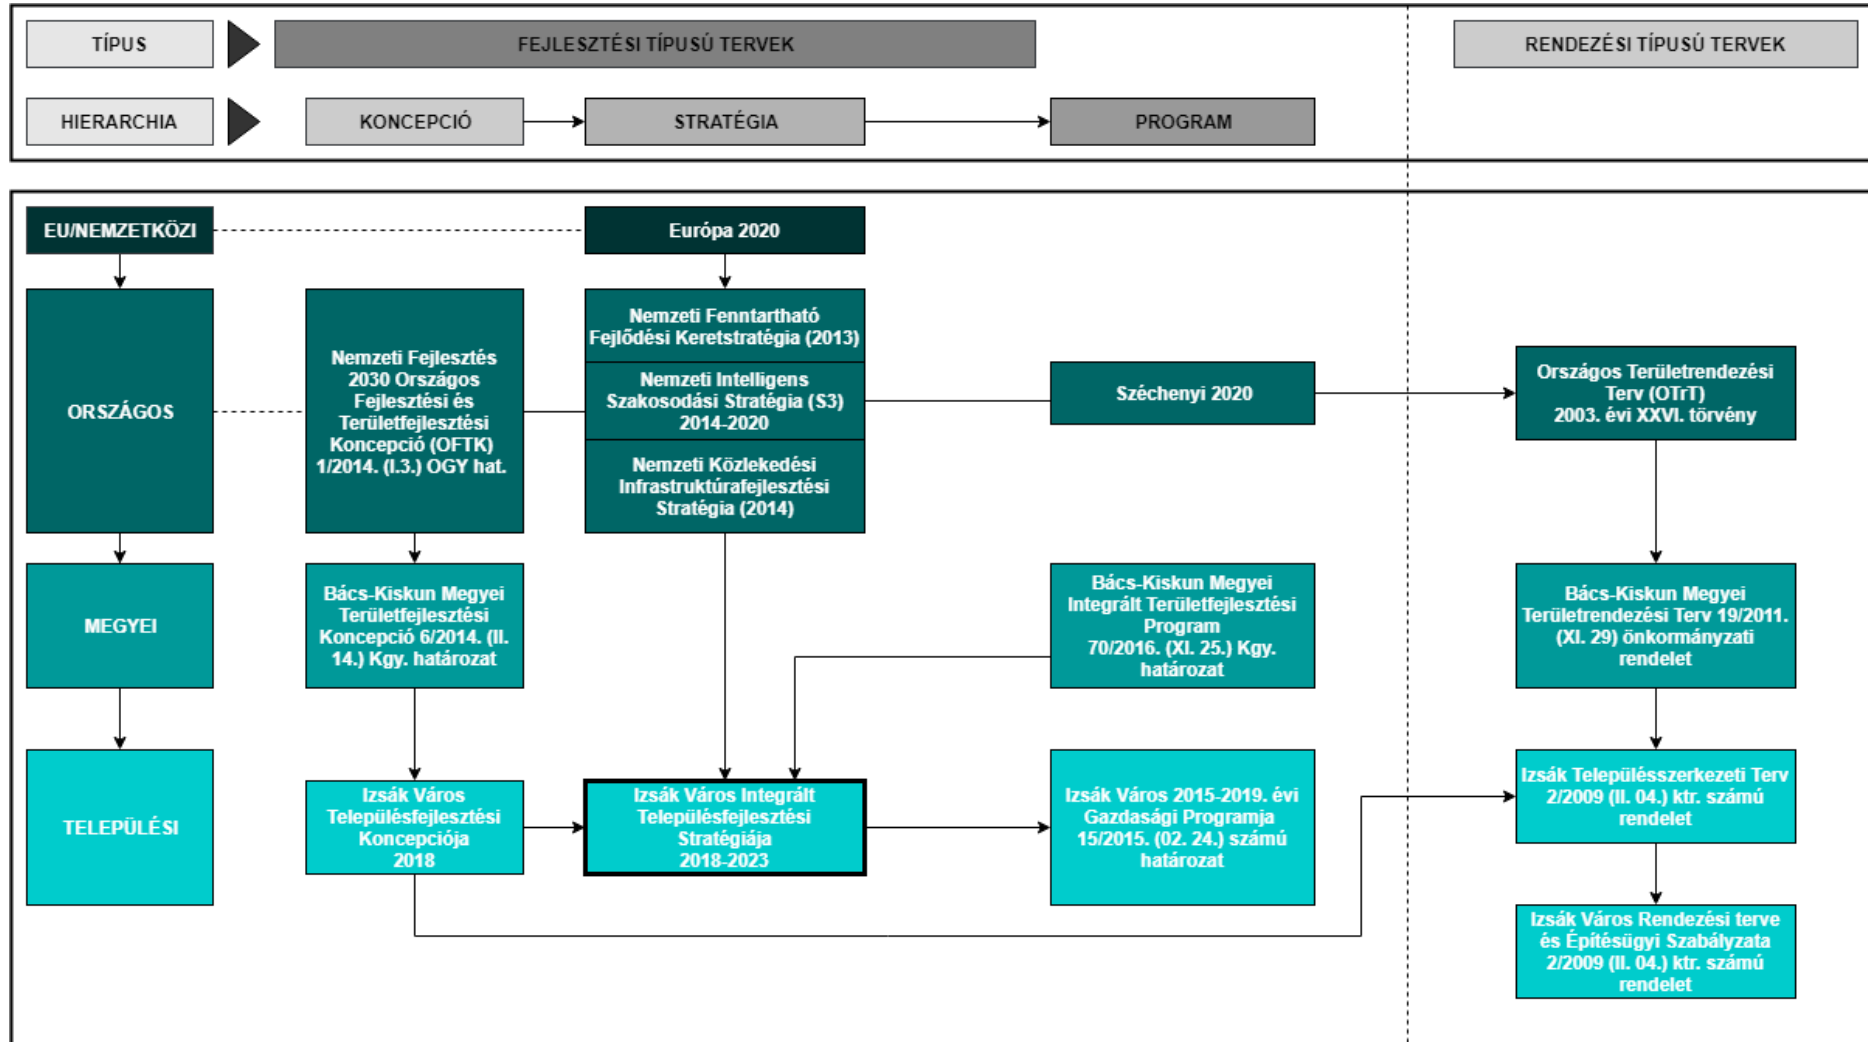 TÍPUS
FEJLESZTÉSI TÍPUSÚ TERVEK
RENDEZÉSI TÍPUSÚ TERVEK
HIERARCHIA
KONCEPCIÓ
STRATÉGIA
PROGRAM
EU/NEMZETKÖZI
Európa 2020
ORSZÁGOS
Nemzeti Fejlesztés
2030 Országos
Fejlesztési és
Területfejlesztési
Koncepció (OFTK)
1/2014. (I.3.) OGY hat.
Nemzeti Fenntartható
Fejlődési Keretstratégia (2013)
Nemzeti Intelligens
Szakosodási Stratégia (S3)
2014-2020
Nemzeti Közlekedési
Infrastruktúrafejlesztési
Stratégia (2014)
Széchenyi 2020
Országos Területrendezési
Terv (OTrT)
2003. évi XXVI. törvény
MEGYEI
Bács-Kiskun Megyei
Területfejlesztési
Koncepció 6/2014. (II.
14.) Kgy. határozat
Bács-Kiskun Megyei
Integrált Területfejlesztési
Program
70/2016. (XI. 25.) Kgy.
határozat
Bács-Kiskun Megyei
Területrendezési Terv 19/2011.
(XI. 29) önkormányzati
rendelet
TELEPÜLÉSI
Izsák Város
Településfejlesztési
Koncepciója
2018
Izsák Város Integrált
Településfejlesztési
Stratégiája
2018-2023
Izsák Város 2015-2019. évi
Gazdasági Programja
15/2015. (02. 24.) számú
határozat
Izsák Településszerkezeti Terv
2/2009 (II. 04.) ktr. számú
rendelet
Izsák Város Rendezési terve
és Építésügyi Szabályzata
2/2009 (II. 04.) ktr. számú
rendelet